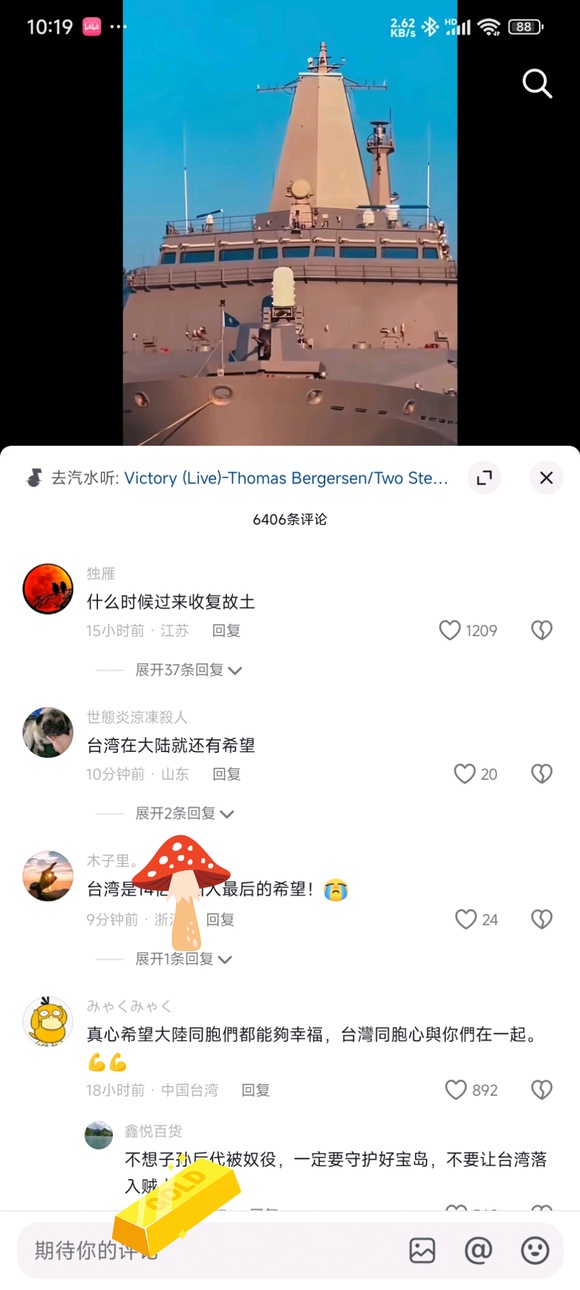 10:19
2.62 KB/s
HD
88
去汽水听: Victory (Live)-Thomas Bergersen/Two Ste...
6406条评论
独雁
什么时候过来收复故土
15小时前 · 江苏 回复 1209
展开37条回复
世態炎涼凍殺人
台湾在大陆就还有希望
10分钟前 · 山东 回复 20
展开2条回复
木子里。
台湾是14 人最后的希望！
9分钟前 · 浙 回复 24
展开1条回复
みゃくみゃく
真心希望大陸同胞們都能夠幸福，台灣同胞心與你們在一起。
18小时前 · 中国台湾 回复 892
鑫悦百货
不想子孙后代被奴役，一定要守护好宝岛，不要让台湾落
入贼
GOLD
期待你的评论